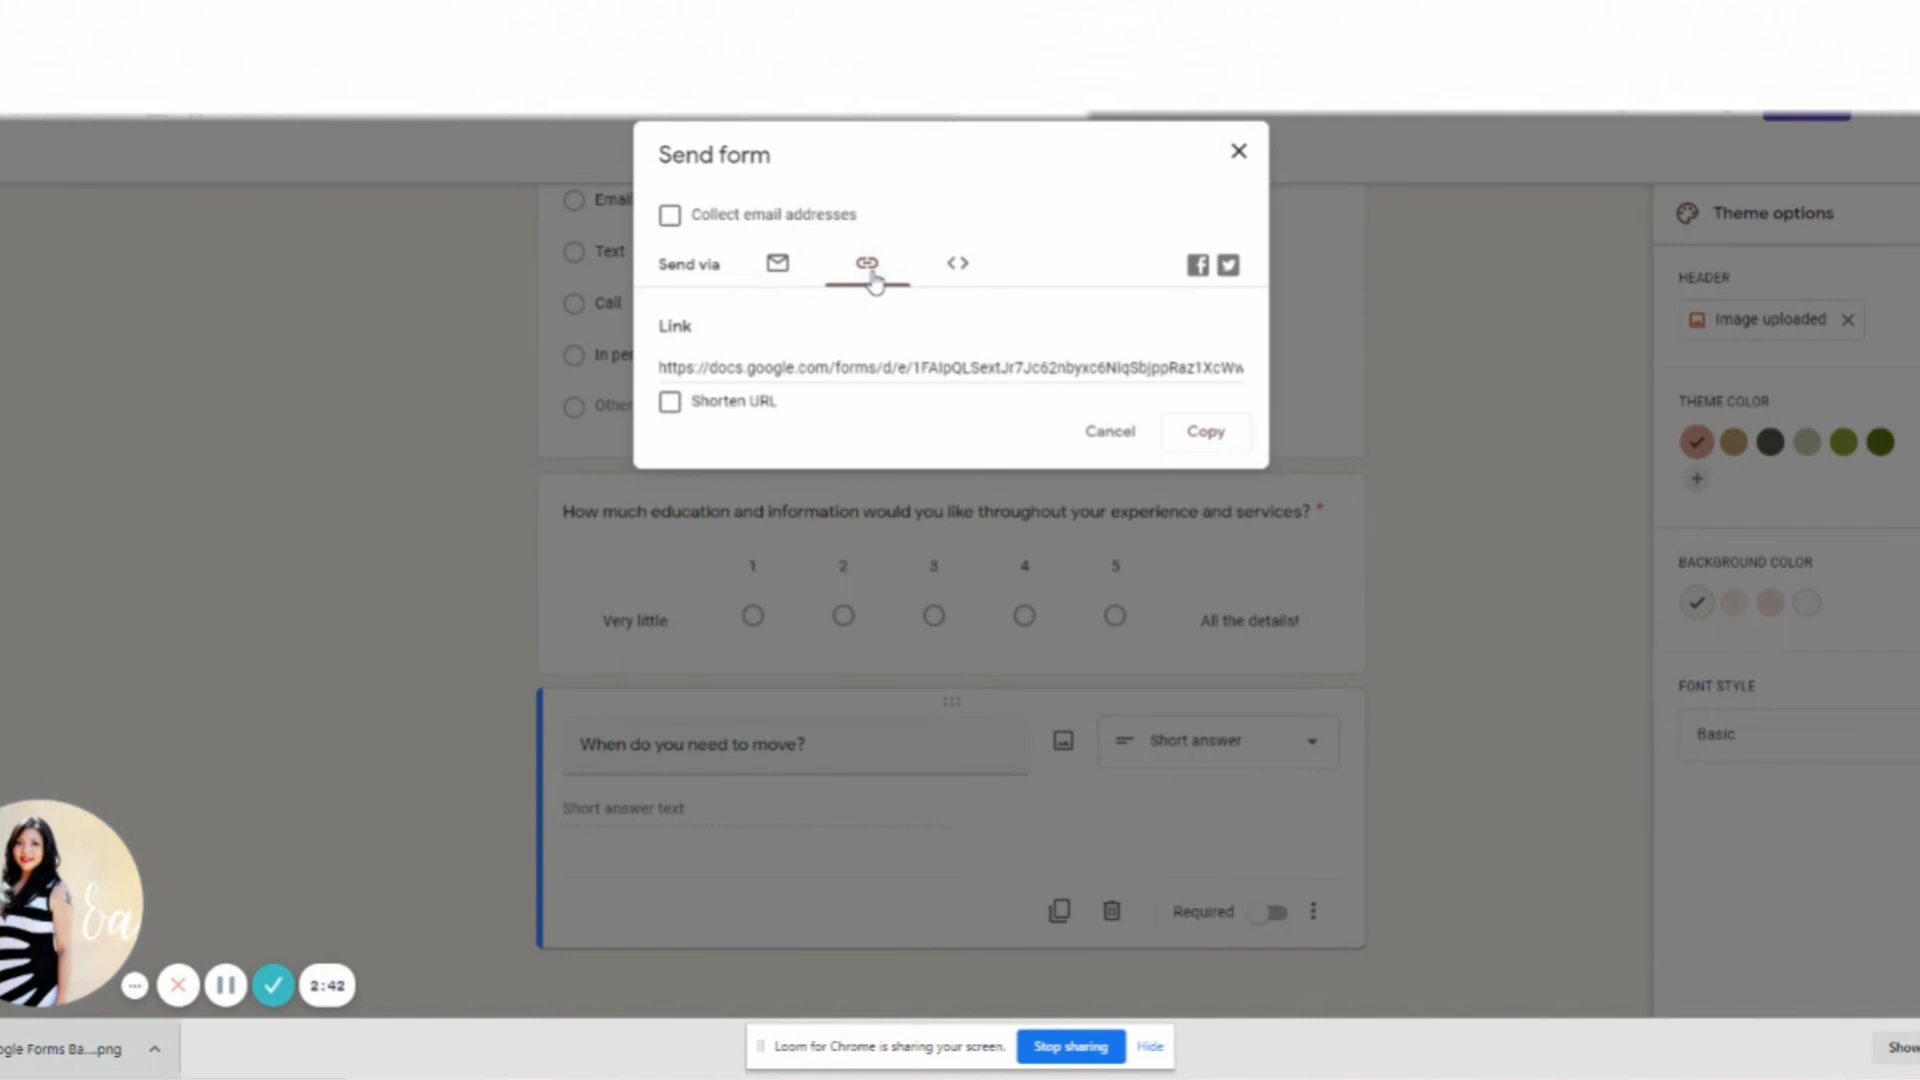 Send form
Collect email addresses
Send via
Link
https://docs.google.com/forms/d/e/1FAIpQLSextJr7Jc62nbyxc6NiqSbjppRaz1XcWw
Shorten URL
Cancel
Copy
Email
Text
Call
In per
Other
How much education and information would you like throughout your experience and services? *
1 2 3 4 5
Very little
All the details!
When do you need to move?
Short answer
Short answer text
Required
Theme options
HEADER
Image uploaded
THEME COLOR
BACKGROUND COLOR
FONT STYLE
Basic
Eva
2:42
ogle Forms Ba....png
Loom for Chrome is sharing your screen.
Stop sharing
Hide
Show